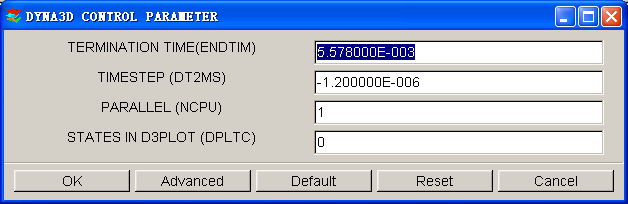 DYNA3D CONTROL PARAMETER
TERMINATION TIME(ENDTIM) 5.578000E-003
TIMESTEP (DT2MS) -1.200000E-006
PARALLEL (NCPU) 1
STATES IN D3PLOT (DPLTC) 0
OK Advanced Default Reset Cancel